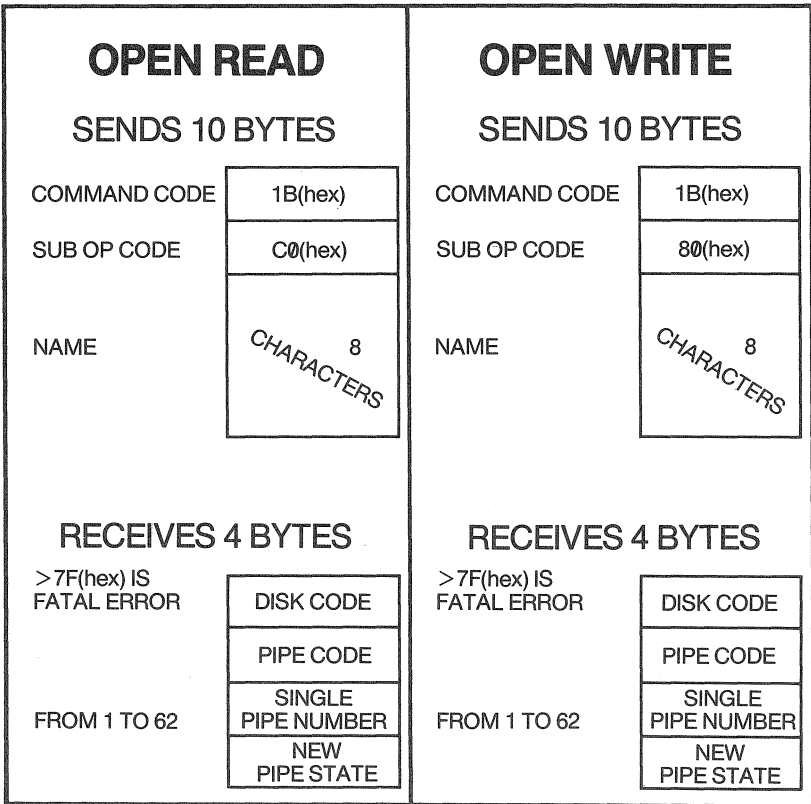 OPEN READ
SENDS 10 BYTES
COMMAND CODE
1B(hex)
SUB OP CODE
C0(hex)
NAME
8
CHARACTERS
RECEIVES 4 BYTES
>7F(hex) IS
FATAL ERROR
DISK CODE
PIPE CODE
FROM 1 TO 62
SINGLE
PIPE NUMBER
NEW
PIPE STATE
OPEN WRITE
SENDS 10 BYTES
COMMAND CODE
1B(hex)
SUB OP CODE
80(hex)
NAME
8
CHARACTERS
RECEIVES 4 BYTES
>7F(hex) IS
FATAL ERROR
DISK CODE
PIPE CODE
FROM 1 TO 62
SINGLE
PIPE NUMBER
NEW
PIPE STATE